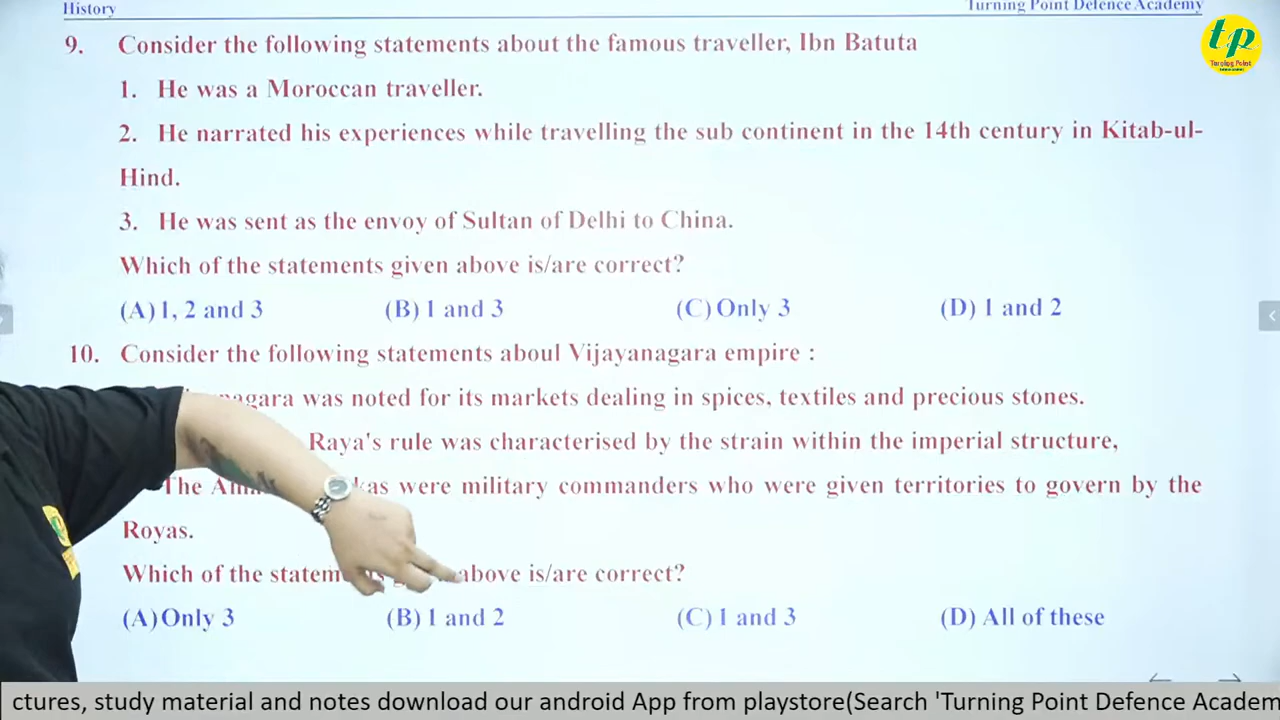 History
Turning Point Defence Academy
tp
Turning Point
9. Consider the following statements about the famous traveller, Ibn Batuta
1. He was a Moroccan traveller.
2. He narrated his experiences while travelling the sub continent in the 14th century in Kitab-ul-
Hind.
3. He was sent as the envoy of Sultan of Delhi to China.
Which of the statements given above is/are correct?
(A) 1, 2 and 3 (B) 1 and 3 (C) Only 3 (D) 1 and 2
10. Consider the following statements aboul Vijayanagara empire :
was noted for its markets dealing in spices, textiles and precious stones.
Raya's rule was characterised by the strain within the imperial structure,
The were military commanders who were given territories to govern by the
Royas.
Which of the above is/are correct?
(A) Only 3 (B) 1 and 2 (C) 1 and 3 (D) All of these
ctures, study material and notes download our android App from playstore(Search 'Turning Point Defence Academ